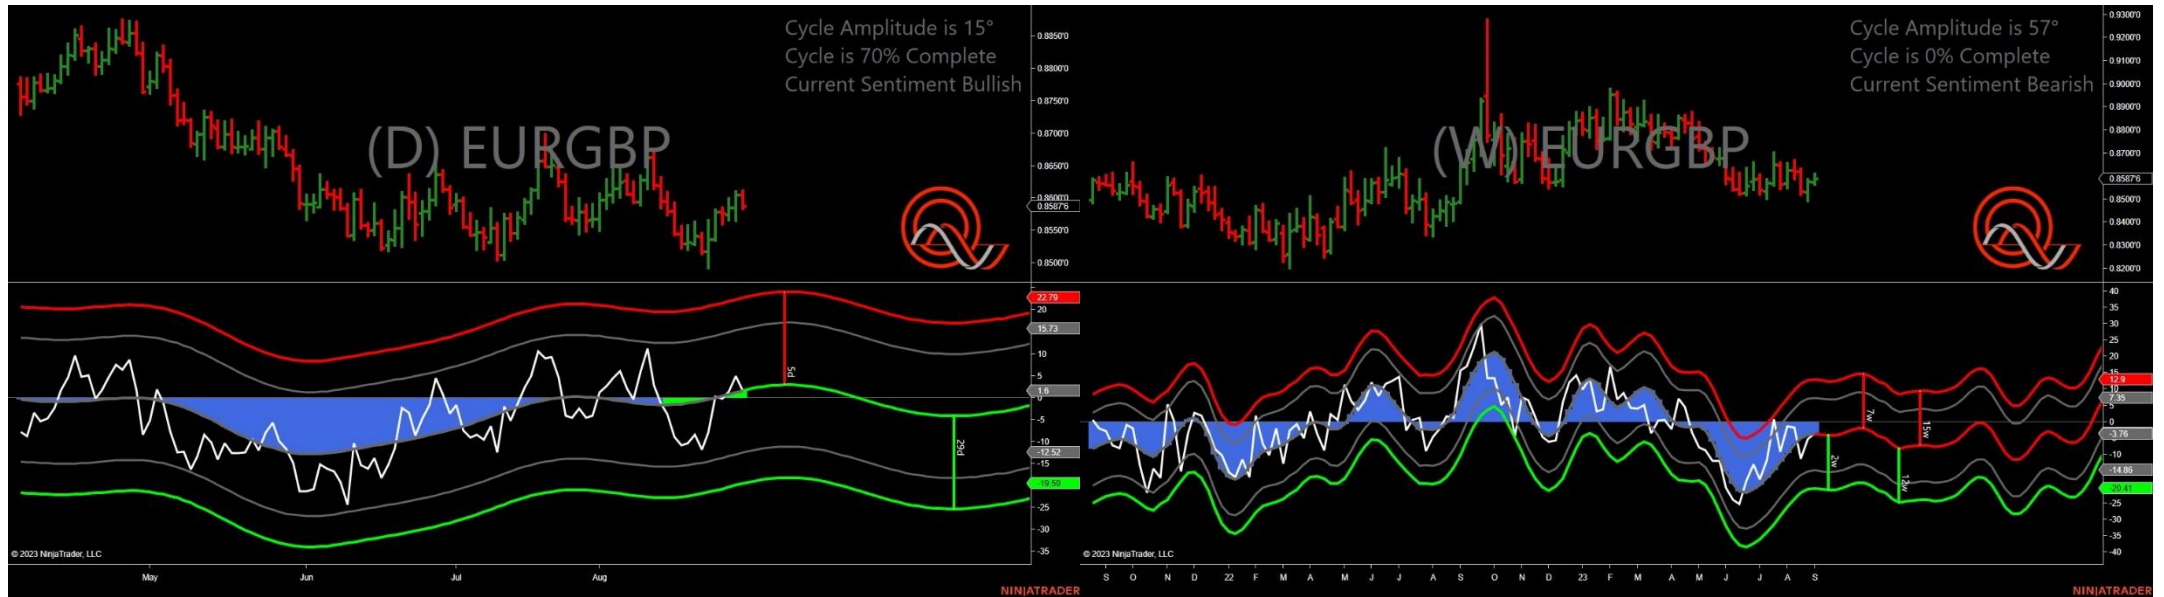 Cycle Amplitude is 15°
Cycle is 70% Complete
Current Sentiment Bullish
(D) EURGBP
0.8850'0
0.8800'0
0.8750'0
0.8700'0
0.8650'0
0.8600'0
0.8587'6
0.8550'0
0.8500'0
22.79
20
15.73
10
5
1.6
0
-5
-10
-12.52
-15
-19.59
-25
-30
-35
5d
29d
© 2023 NinjaTrader, LLC
May Jun Jul Aug
NINJATRADER
Cycle Amplitude is 57°
Cycle is 0% Complete
Current Sentiment Bearish
(W) EURGBP
0.9300'0
0.9200'0
0.9100'0
0.9000'0
0.8900'0
0.8800'0
0.8700'0
0.8587'6
0.8500'0
0.8400'0
0.8300'0
0.8200'0
40
35
30
25
20
15
12.9
10
7.35
5
0
-3.76
-10
-14.86
-20.41
-25
-30
-35
-40
7w
15w
2w
12w
© 2023 NinjaTrader, LLC
S O N D 22 F M A M J J A S O N D 23 F M A M J J A S
NINJATRADER